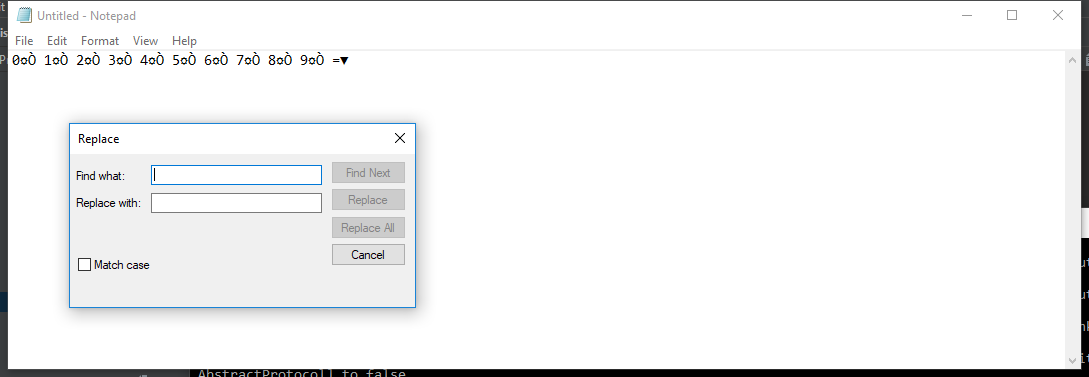 Untitled - Notepad
File Edit Format View Help
0¤Ò 1¤Ò 2¤Ò 3¤Ò 4¤Ò 5¤Ò 6¤Ò 7¤Ò 8¤Ò 9¤Ò =▼
Replace
Find what:
Find Next
Replace with:
Replace
Replace All
Cancel
Match case
AbstractProtocol] to false